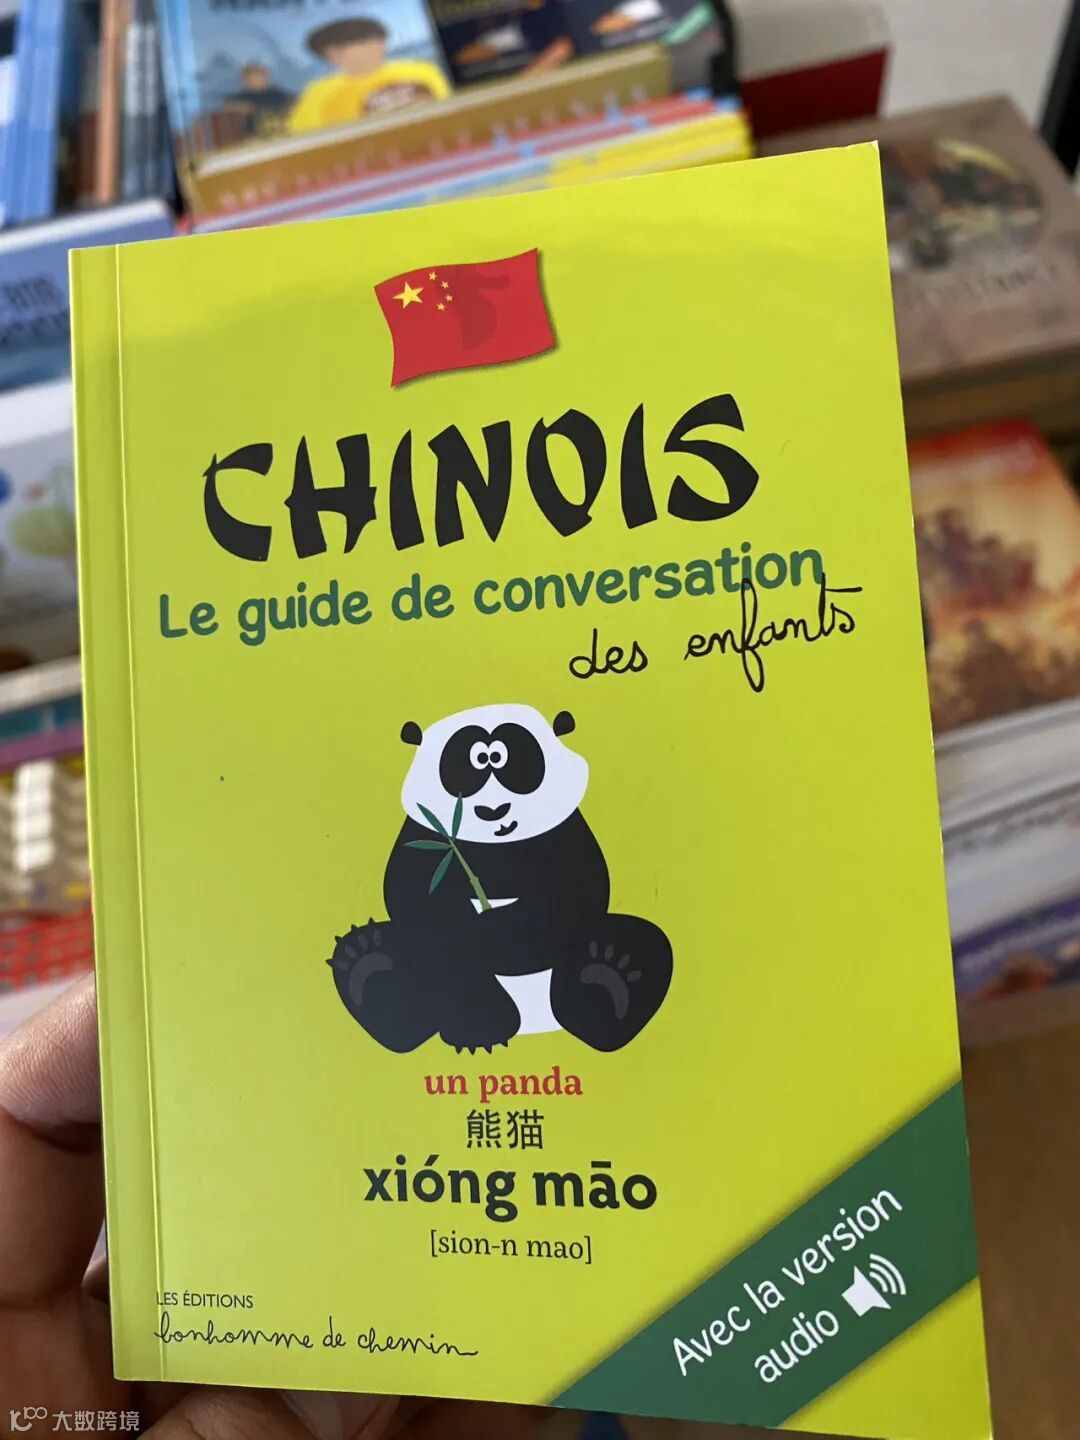 CHINOIS
Le guide de conversation
des enfants
un panda
熊猫
xióng māo
[sion-n mao]
Avec la version
audio
LES ÉDITIONS
bonhomme de chemin
大数跨境